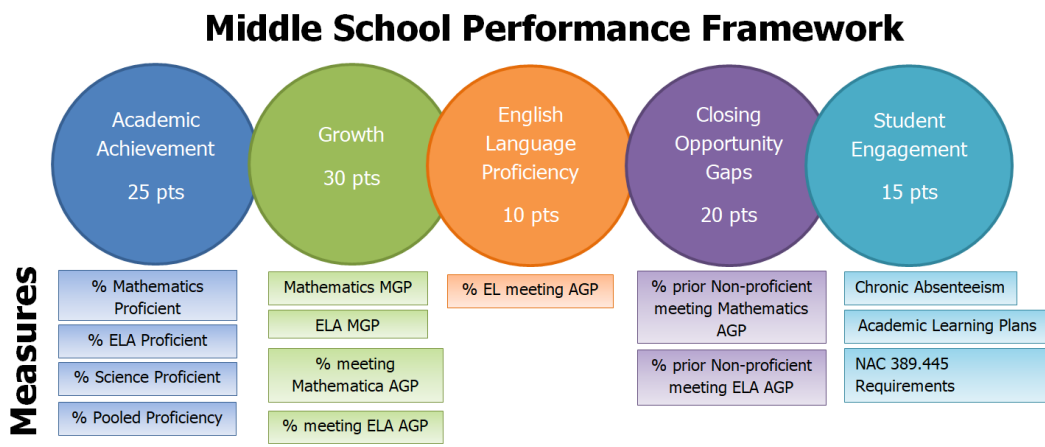 Middle School Performance Framework
Academic
Achievement
25 pts
Growth
30 pts
English
Language
Proficiency
10 pts
Closing
Opportunity
Gaps
20 pts
Student
Engagement
15 pts
Measures
% Mathematics
Proficient
% ELA Proficient
% Science Proficient
% Pooled Proficiency
Mathematics MGP
ELA MGP
% meeting
Mathematica AGP
% meeting ELA AGP
% EL meeting AGP
% prior Non-proficient
meeting Mathematics
AGP
% prior Non-proficient
meeting ELA AGP
Chronic Absenteeism
Academic Learning Plans
NAC 389.445
Requirements